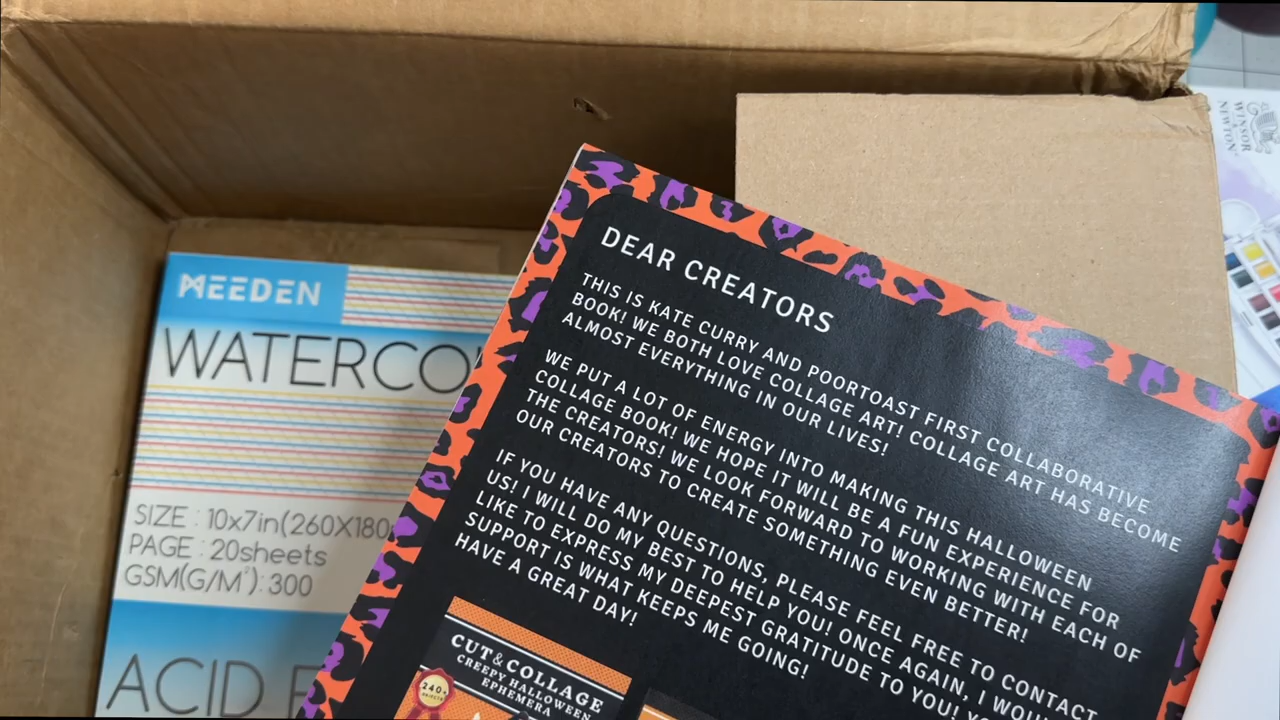 MEEDEN
WATERCO
SIZE : 10x7in(260X180
PAGE : 20sheets
GSM(G/M²): 300
ACID
DEAR CREATORS
THIS IS KATE CURRY AND POORTOAST FIRST COLLABORATIVE
BOOK! WE BOTH LOVE COLLAGE ART! COLLAGE ART HAS BECOME
ALMOST EVERYTHING IN OUR LIVES!
WE PUT A LOT OF ENERGY INTO MAKING THIS HALLOWEEN
COLLAGE BOOK! WE HOPE IT WILL BE A FUN EXPERIENCE FOR
THE CREATORS! WE LOOK FORWARD TO WORKING WITH EACH OF
OUR CREATORS TO CREATE SOMETHING EVEN BETTER!
IF YOU HAVE ANY QUESTIONS, PLEASE FEEL FREE TO CONTACT
US! I WILL DO MY BEST TO HELP YOU! ONCE AGAIN, I WOUL
LIKE TO EXPRESS MY DEEPEST GRATITUDE TO YOU! YO
SUPPORT IS WHAT KEEPS ME GOING!
HAVE A GREAT DAY!
CUT&COLLAGE
CREEPY HALLOWEEN
EPHEMERA
240+
WINSOR
&
NEWTON